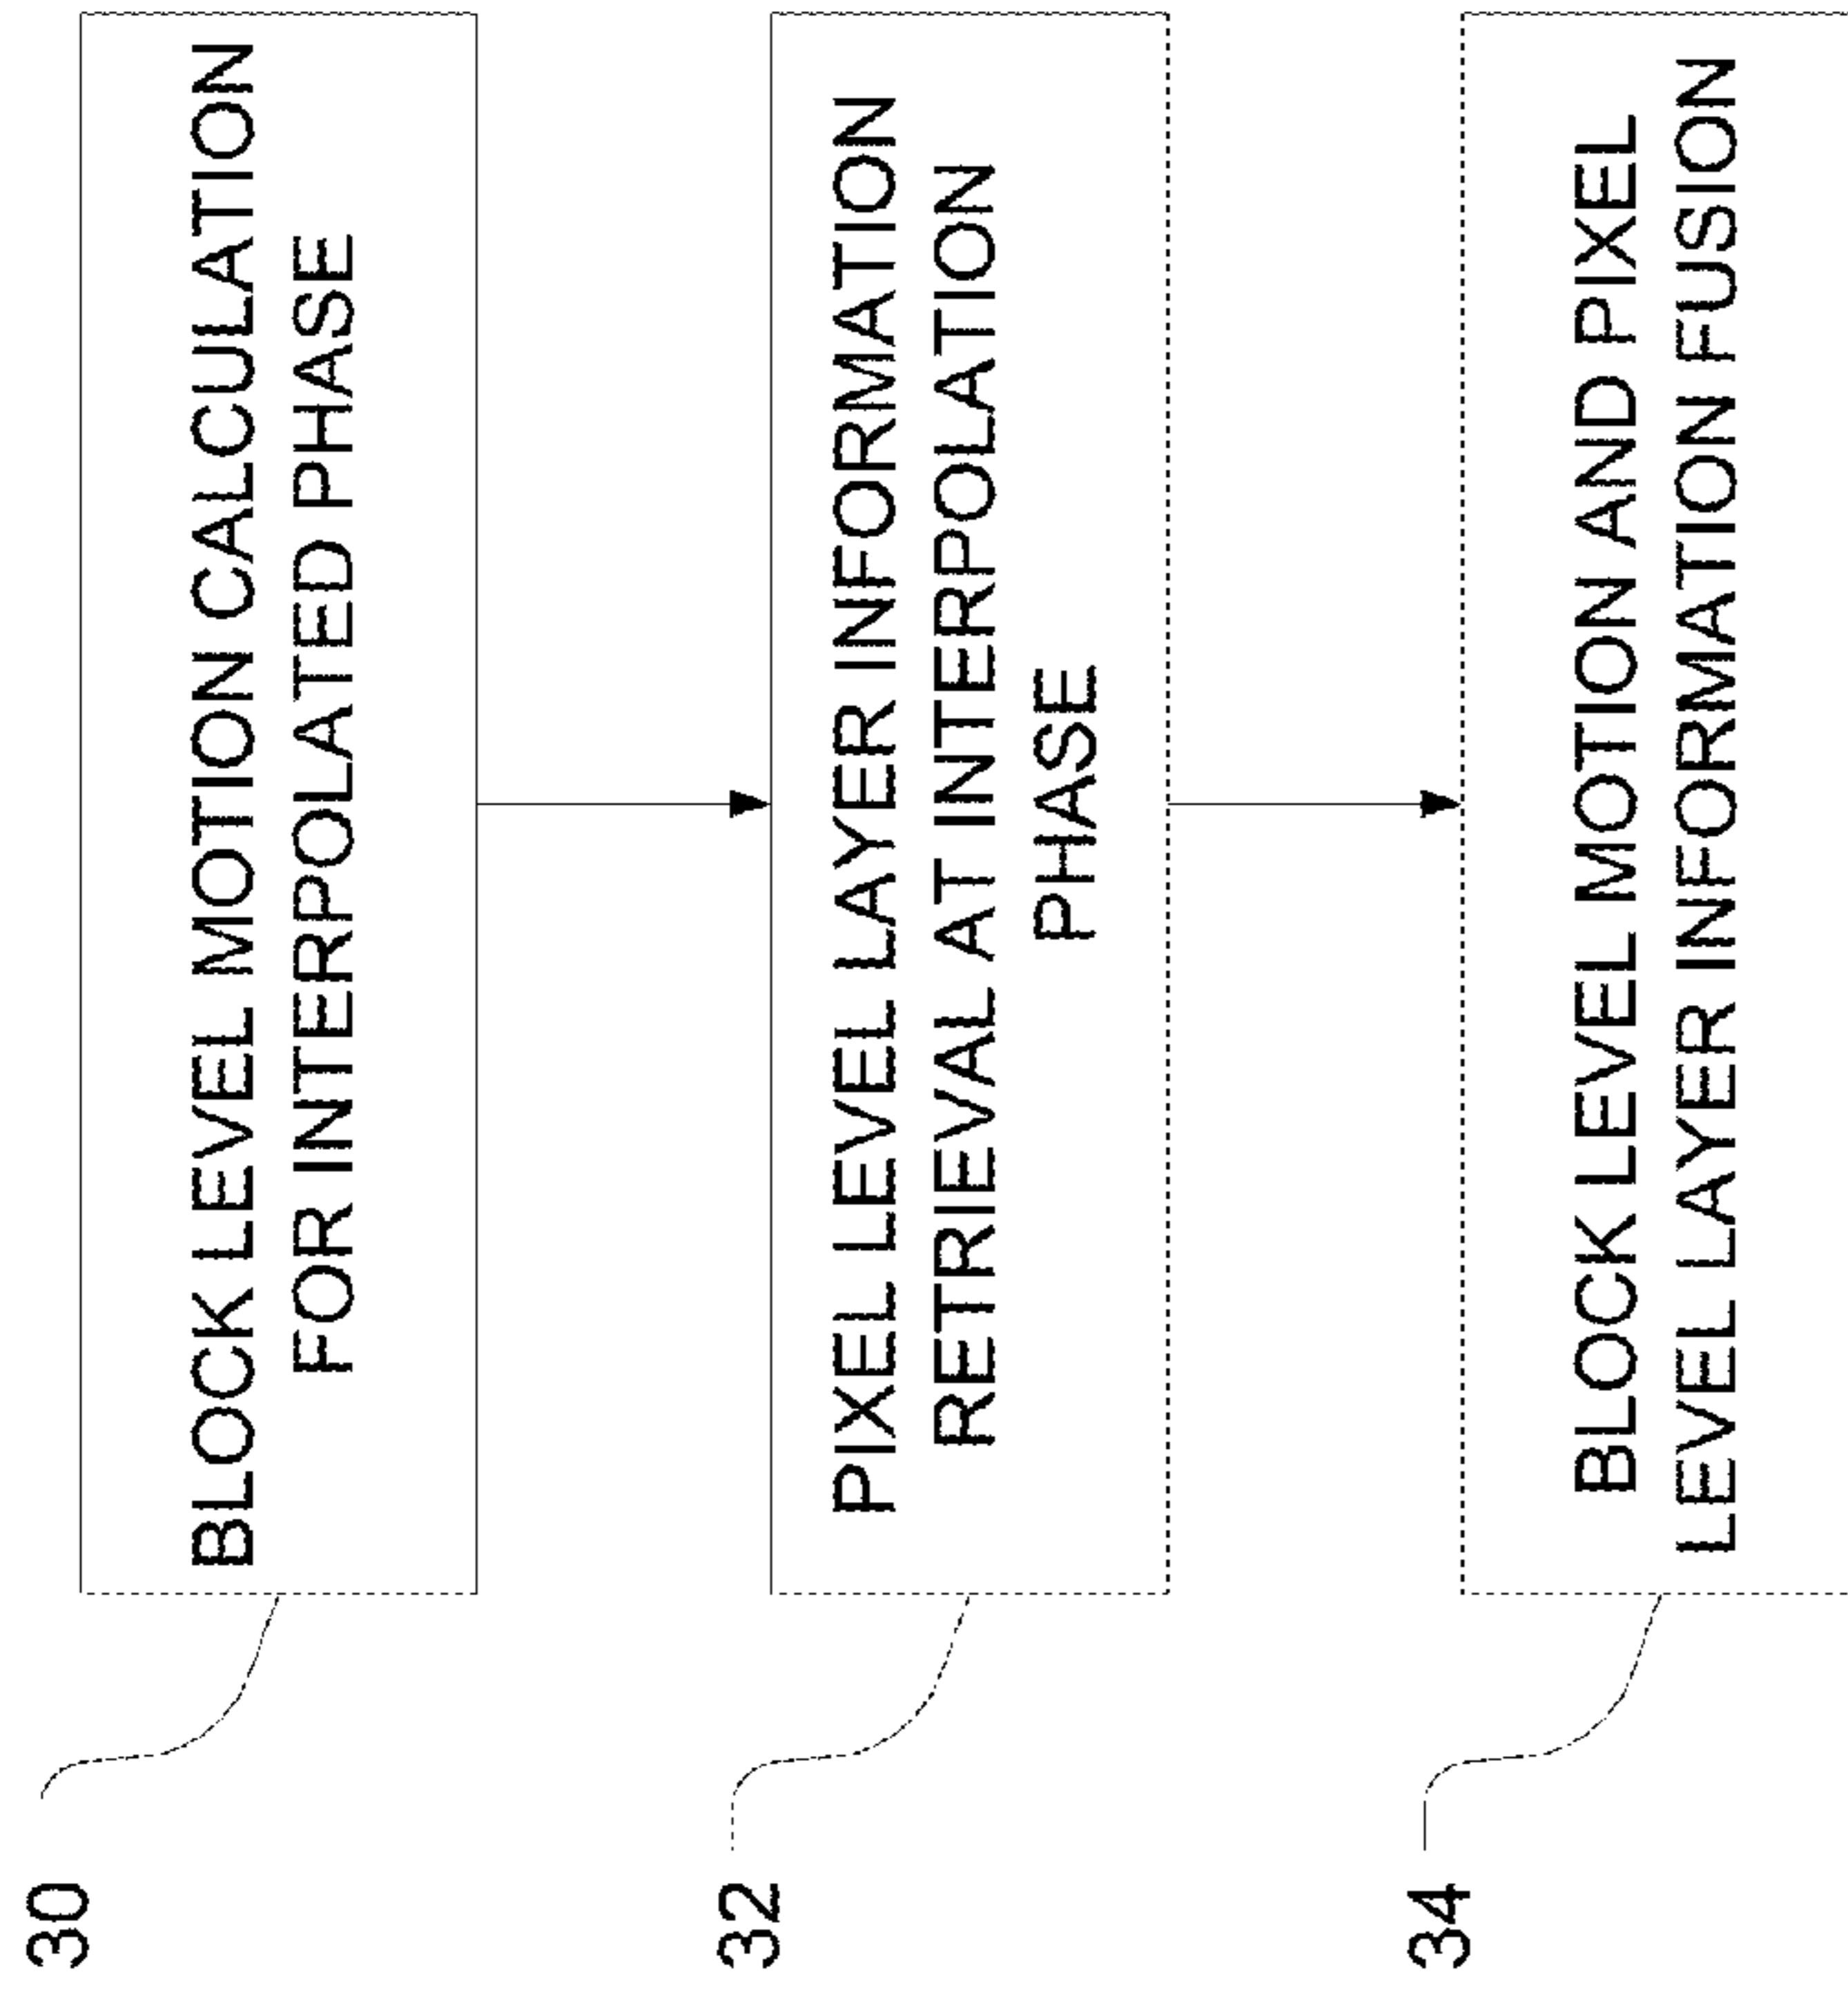 30
BLOCK LEVEL MOTION CALCULATION
FOR INTERPOLATED PHASE
32
PIXEL LEVEL LAYER INFORMATION
RETRIEVAL AT INTERPOLATION
PHASE
34
BLOCK LEVEL MOTION AND PIXEL
LEVEL LAYER INFORMATION FUSION